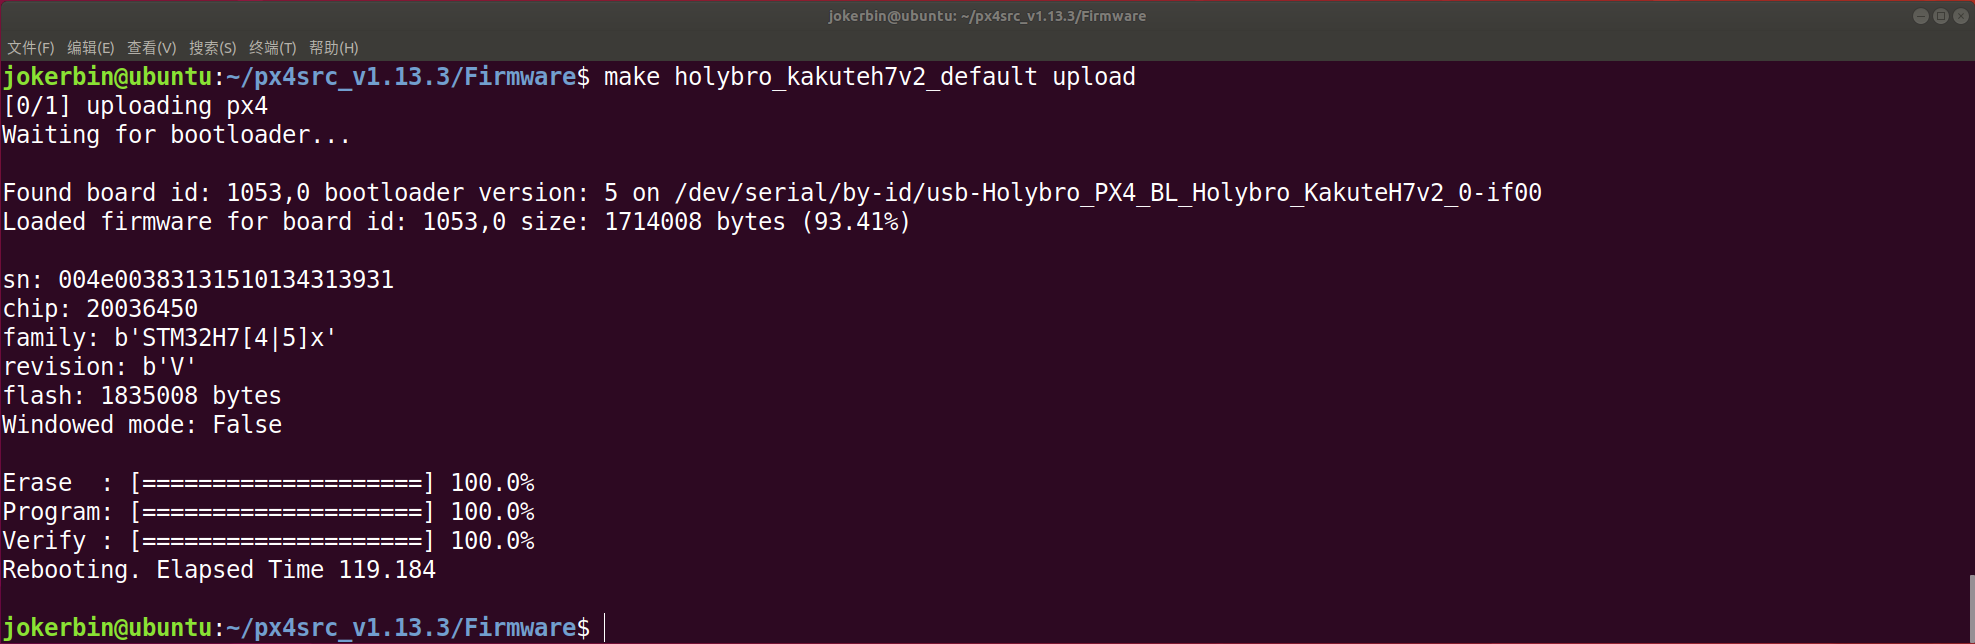 jokerbin@ubuntu: ~/px4src_v1.13.3/Firmware
文件(F) 编辑(E) 查看(V) 搜索(S) 终端(T) 帮助(H)
jokerbin@ubuntu:~/px4src_v1.13.3/Firmware$ make holybro_kakuteh7v2_default upload
[0/1] uploading px4
Waiting for bootloader...
Found board id: 1053,0 bootloader version: 5 on /dev/serial/by-id/usb-Holybro_PX4_BL_Holybro_KakuteH7v2_0-if00
Loaded firmware for board id: 1053,0 size: 1714008 bytes (93.41%)
sn: 004e00383131510134313931
chip: 20036450
family: b'STM32H7[4|5]x'
revision: b'V'
flash: 1835008 bytes
Windowed mode: False
Erase  : [====================] 100.0%
Program: [====================] 100.0%
Verify : [====================] 100.0%
Rebooting. Elapsed Time 119.184
jokerbin@ubuntu:~/px4src_v1.13.3/Firmware$